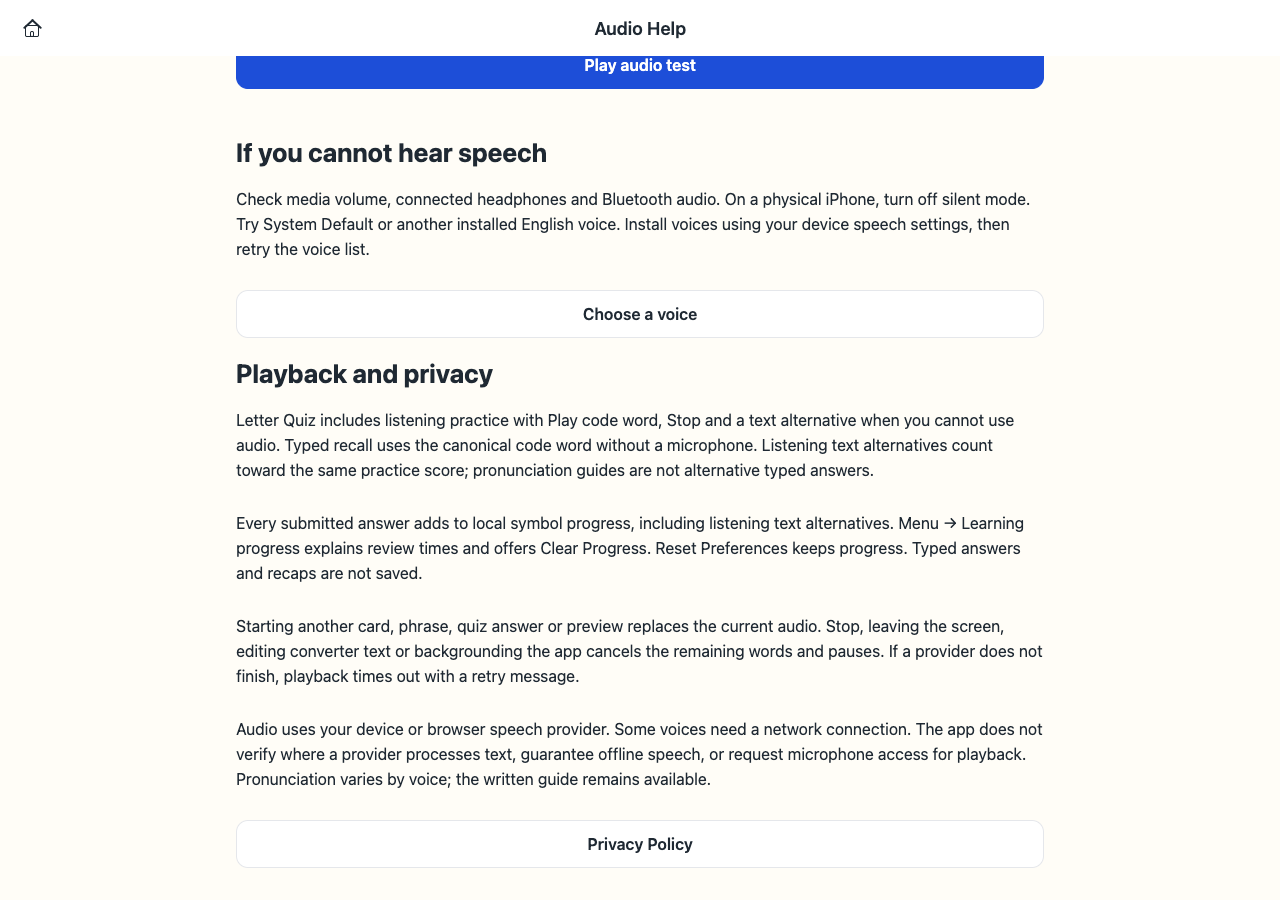 Audio Help
Play audio test
If you cannot hear speech
Check media volume, connected headphones and Bluetooth audio. On a physical iPhone, turn off silent mode.
Try System Default or another installed English voice. Install voices using your device speech settings, then
retry the voice list.
Choose a voice
Playback and privacy
Letter Quiz includes listening practice with Play code word, Stop and a text alternative when you cannot use
audio. Typed recall uses the canonical code word without a microphone. Listening text alternatives count
toward the same practice score; pronunciation guides are not alternative typed answers.
Every submitted answer adds to local symbol progress, including listening text alternatives. Menu → Learning
progress explains review times and offers Clear Progress. Reset Preferences keeps progress. Typed answers
and recaps are not saved.
Starting another card, phrase, quiz answer or preview replaces the current audio. Stop, leaving the screen,
editing converter text or backgrounding the app cancels the remaining words and pauses. If a provider does not
finish, playback times out with a retry message.
Audio uses your device or browser speech provider. Some voices need a network connection. The app does not
verify where a provider processes text, guarantee offline speech, or request microphone access for playback.
Pronunciation varies by voice; the written guide remains available.
Privacy Policy